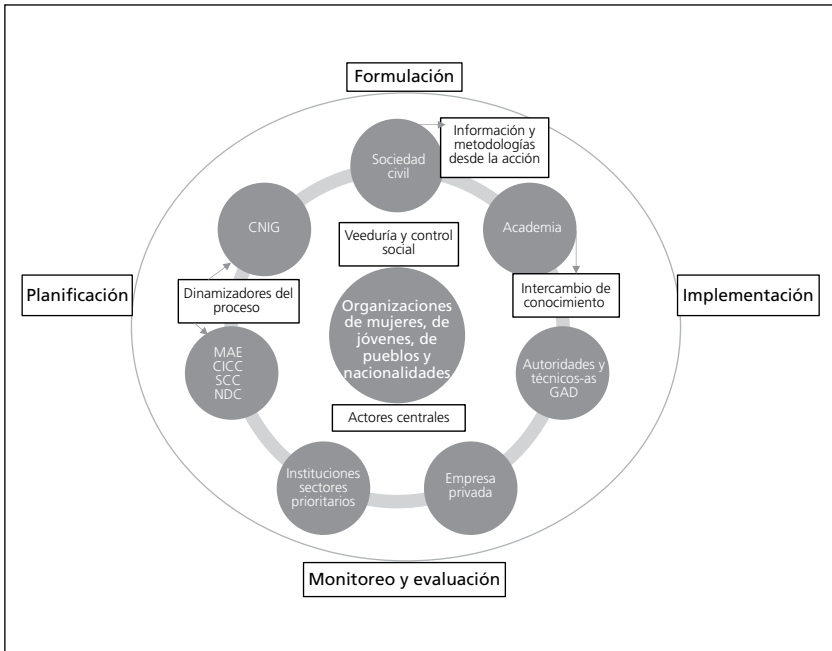 Formulación
Información y
metodologías
desde la acción
Sociedad
civil
CNIG
Academia
Veeduría y control
social
Planificación
Dinamizadores del
proceso
Intercambio de
conocimiento
Implementación
Organizaciones
de mujeres, de
jóvenes, de
pueblos y
nacionalidades
MAE
CICC
SCC
NDC
Autoridades y
técnicos-as
GAD
Actores centrales
Instituciones
sectores
prioritarios
Empresa
privada
Monitoreo y evaluación